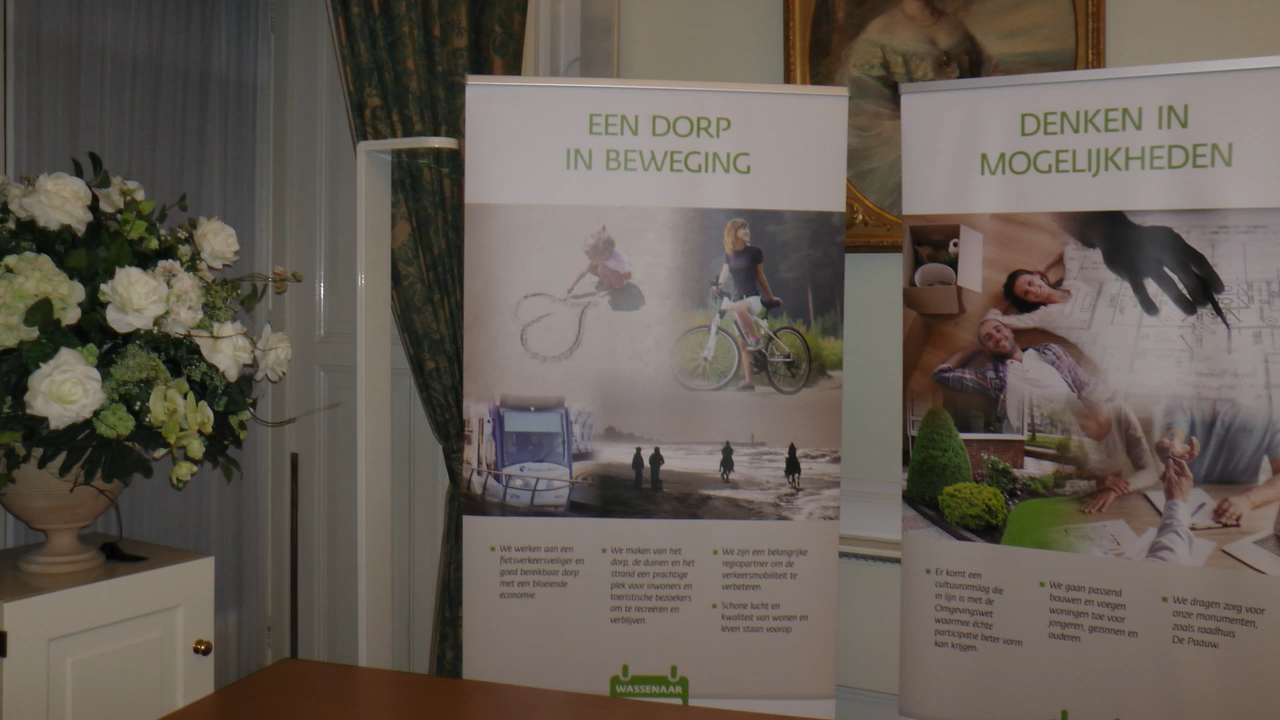 EEN DORP
IN BEWEGING
We werken aan een
fietsverkeersveiliger en
goed bereikbaar dorp
met een bloeiende
economie.
We maken van het
dorp, de duinen en het
strand een prachtige
plek voor inwoners en
toeristische bezoekers,
om te recreëren en
verblijven.
We zijn een belangrijke
regiopartner om de
verkeersmobiliteit te
verbeteren.
Schone lucht en
kwaliteit van wonen en
leven staan voorop.
WASSENAAR
DENKEN IN
MOGELIJKHEDEN
Er komt een
cultuuromslag die
in lijn is met de
Omgevingswet
waarmee échte
participatie beter vorm
kan krijgen.
We gaan passend
bouwen en voegen
woningen toe voor
jongeren, gezinnen en
ouderen.
We dragen zorg voor
onze monumenten,
zoals raadhuis
De Paauw.